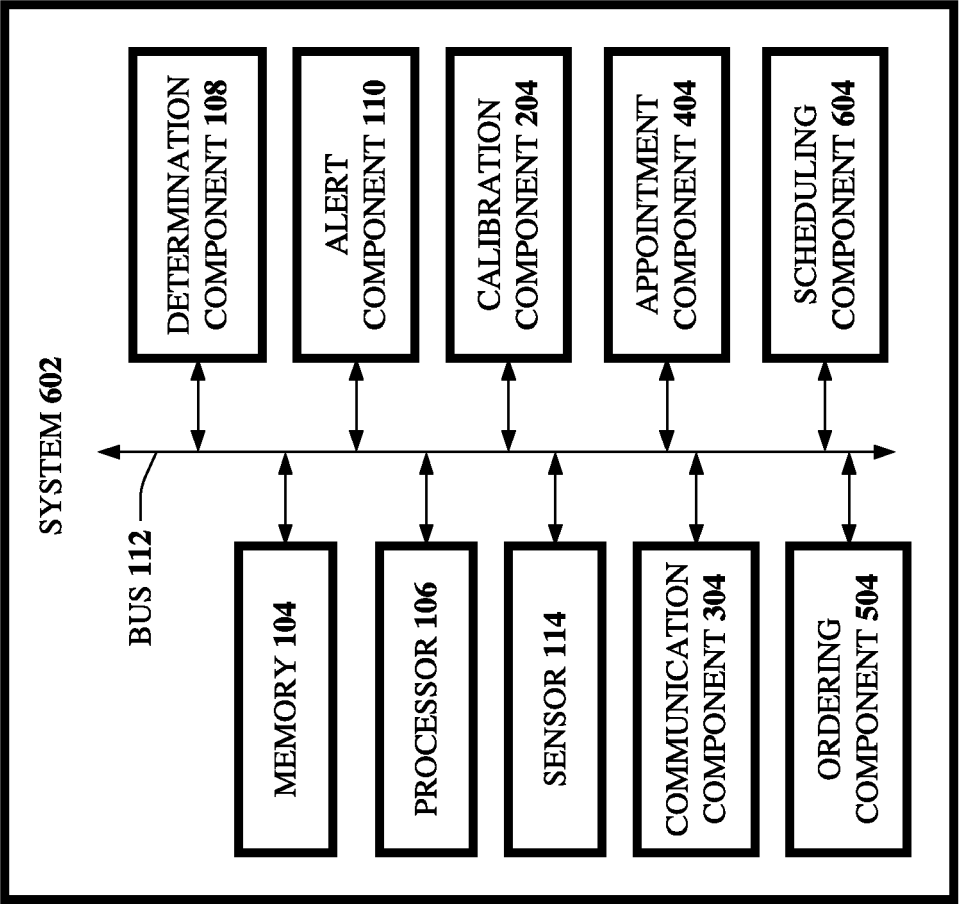 SYSTEM 602
BUS 112
MEMORY 104
PROCESSOR 106
SENSOR 114
COMMUNICATION
COMPONENT 304
ORDERING
COMPONENT 504
DETERMINATION
COMPONENT 108
ALERT
COMPONENT 110
CALIBRATION
COMPONENT 204
APPOINTMENT
COMPONENT 404
SCHEDULING
COMPONENT 604